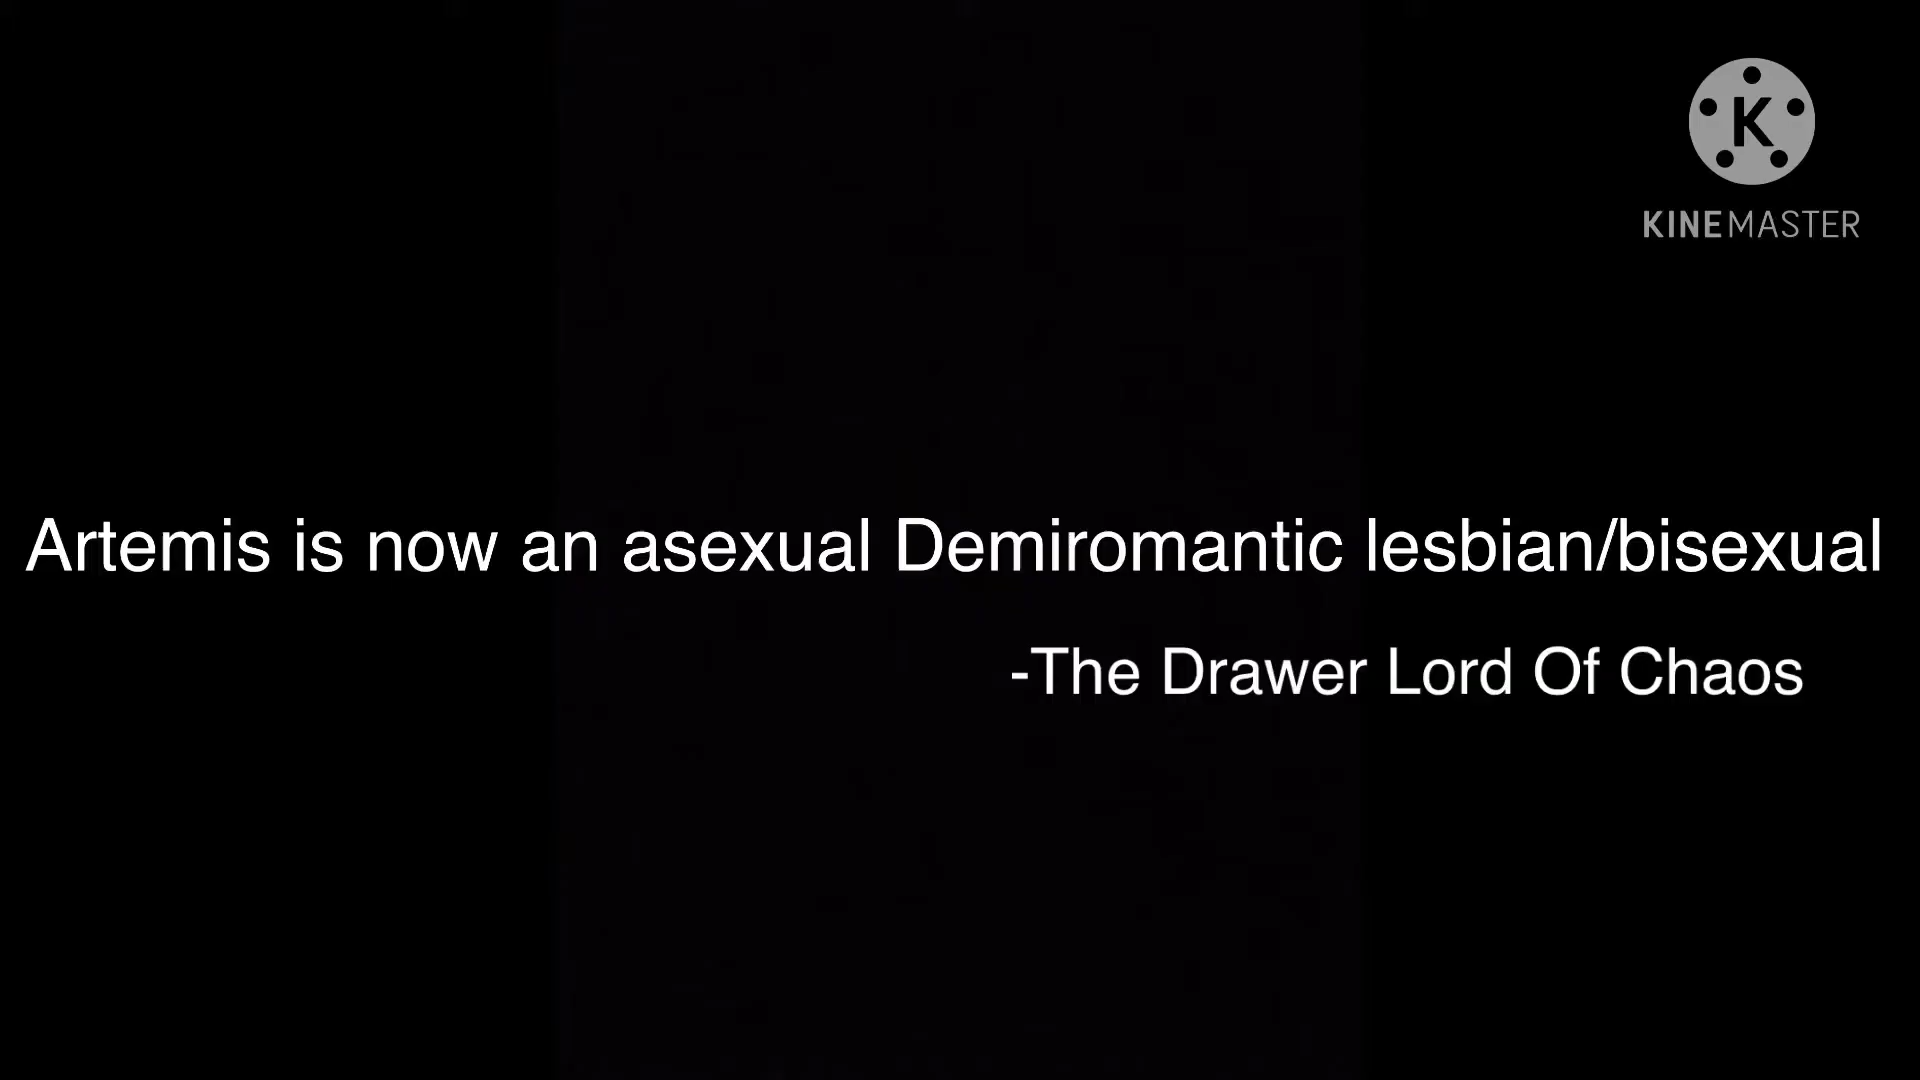 K
KINEMASTER
Artemis is now an asexual Demiromantic lesbian/bisexual
-The Drawer Lord Of Chaos